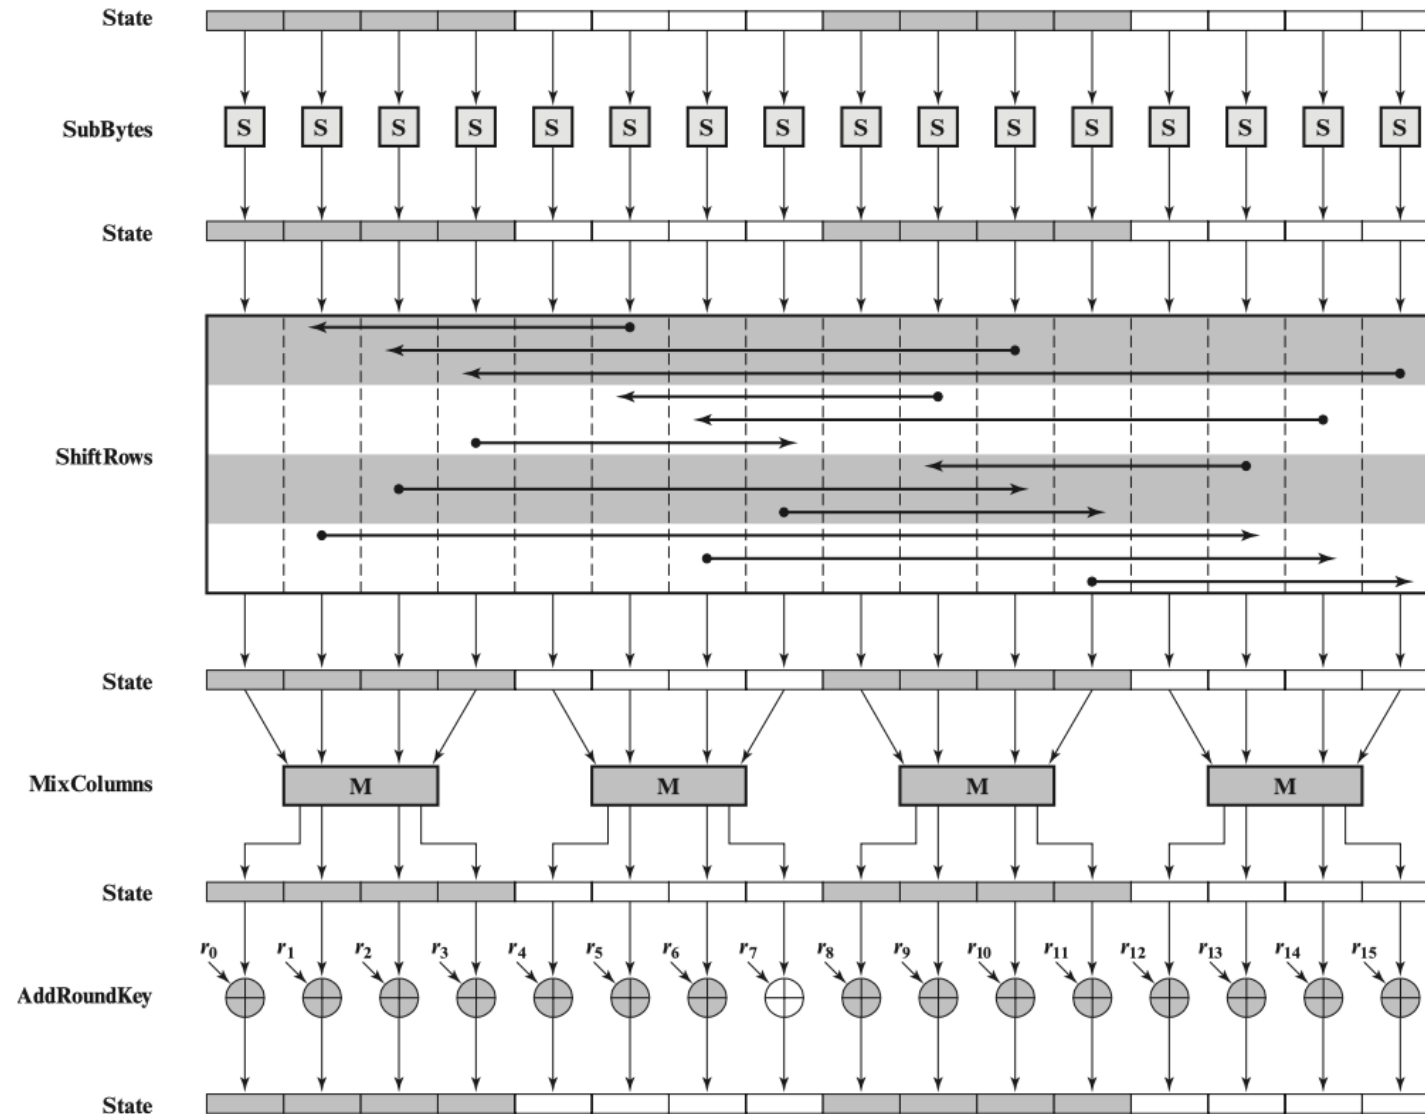 State
SubBytes S S S S S S S S S S S S S S S S
State
ShiftRows
State
MixColumns M M M M
State
r0 r1 r2 r3 r4 r5 r6 r7 r8 r9 r10 r11 r12 r13 r14 r15
AddRoundKey
State